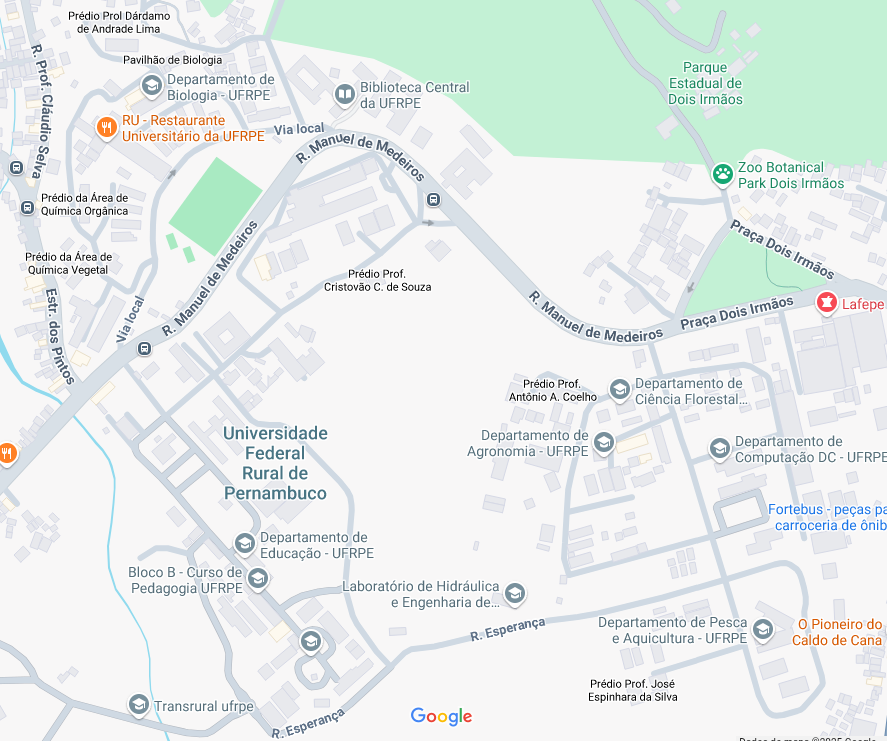 Prédio Prol Dárdamo
de Andrade Lima
R. Prof. Cláudio Selva
Pavilhão de Biologia
Departamento de
Biologia - UFRPE
Biblioteca Central
da UFRPE
Parque
Estadual de
Dois Irmãos
RU - Restaurante
Universitário da UFRPE
Via local
R. Manuel de Medeiros
Zoo Botanical
Park Dois Irmãos
Prédio da Área de
Química Orgânica
Praça Dois Irmãos
Prédio da Área de
Química Vegetal
R. Manuel de Medeiros
Prédio Prof.
Cristovão C. de Souza
Via local
R. Manuel de Medeiros
Praça Dois Irmãos
Lafepe
Estr. dos Pintos
Prédio Prof.
Antônio A. Coelho
Departamento de
Ciência Florestal...
Universidade
Federal
Rural de
Pernambuco
Departamento de
Agronomia - UFRPE
Departamento de
Computação DC - UFRPE
Fortebus - peças pa
carroceria de ônib
Departamento de
Educação - UFRPE
Bloco B - Curso de
Pedagogia UFRPE
Laboratório de Hidráulica
e Engenharia de...
R. Esperança
Departamento de Pesca
e Aquicultura - UFRPE
O Pioneiro do
Caldo de Cana
Prédio Prof. José
Espinhara da Silva
Transrural ufrpe
R. Esperança
Google